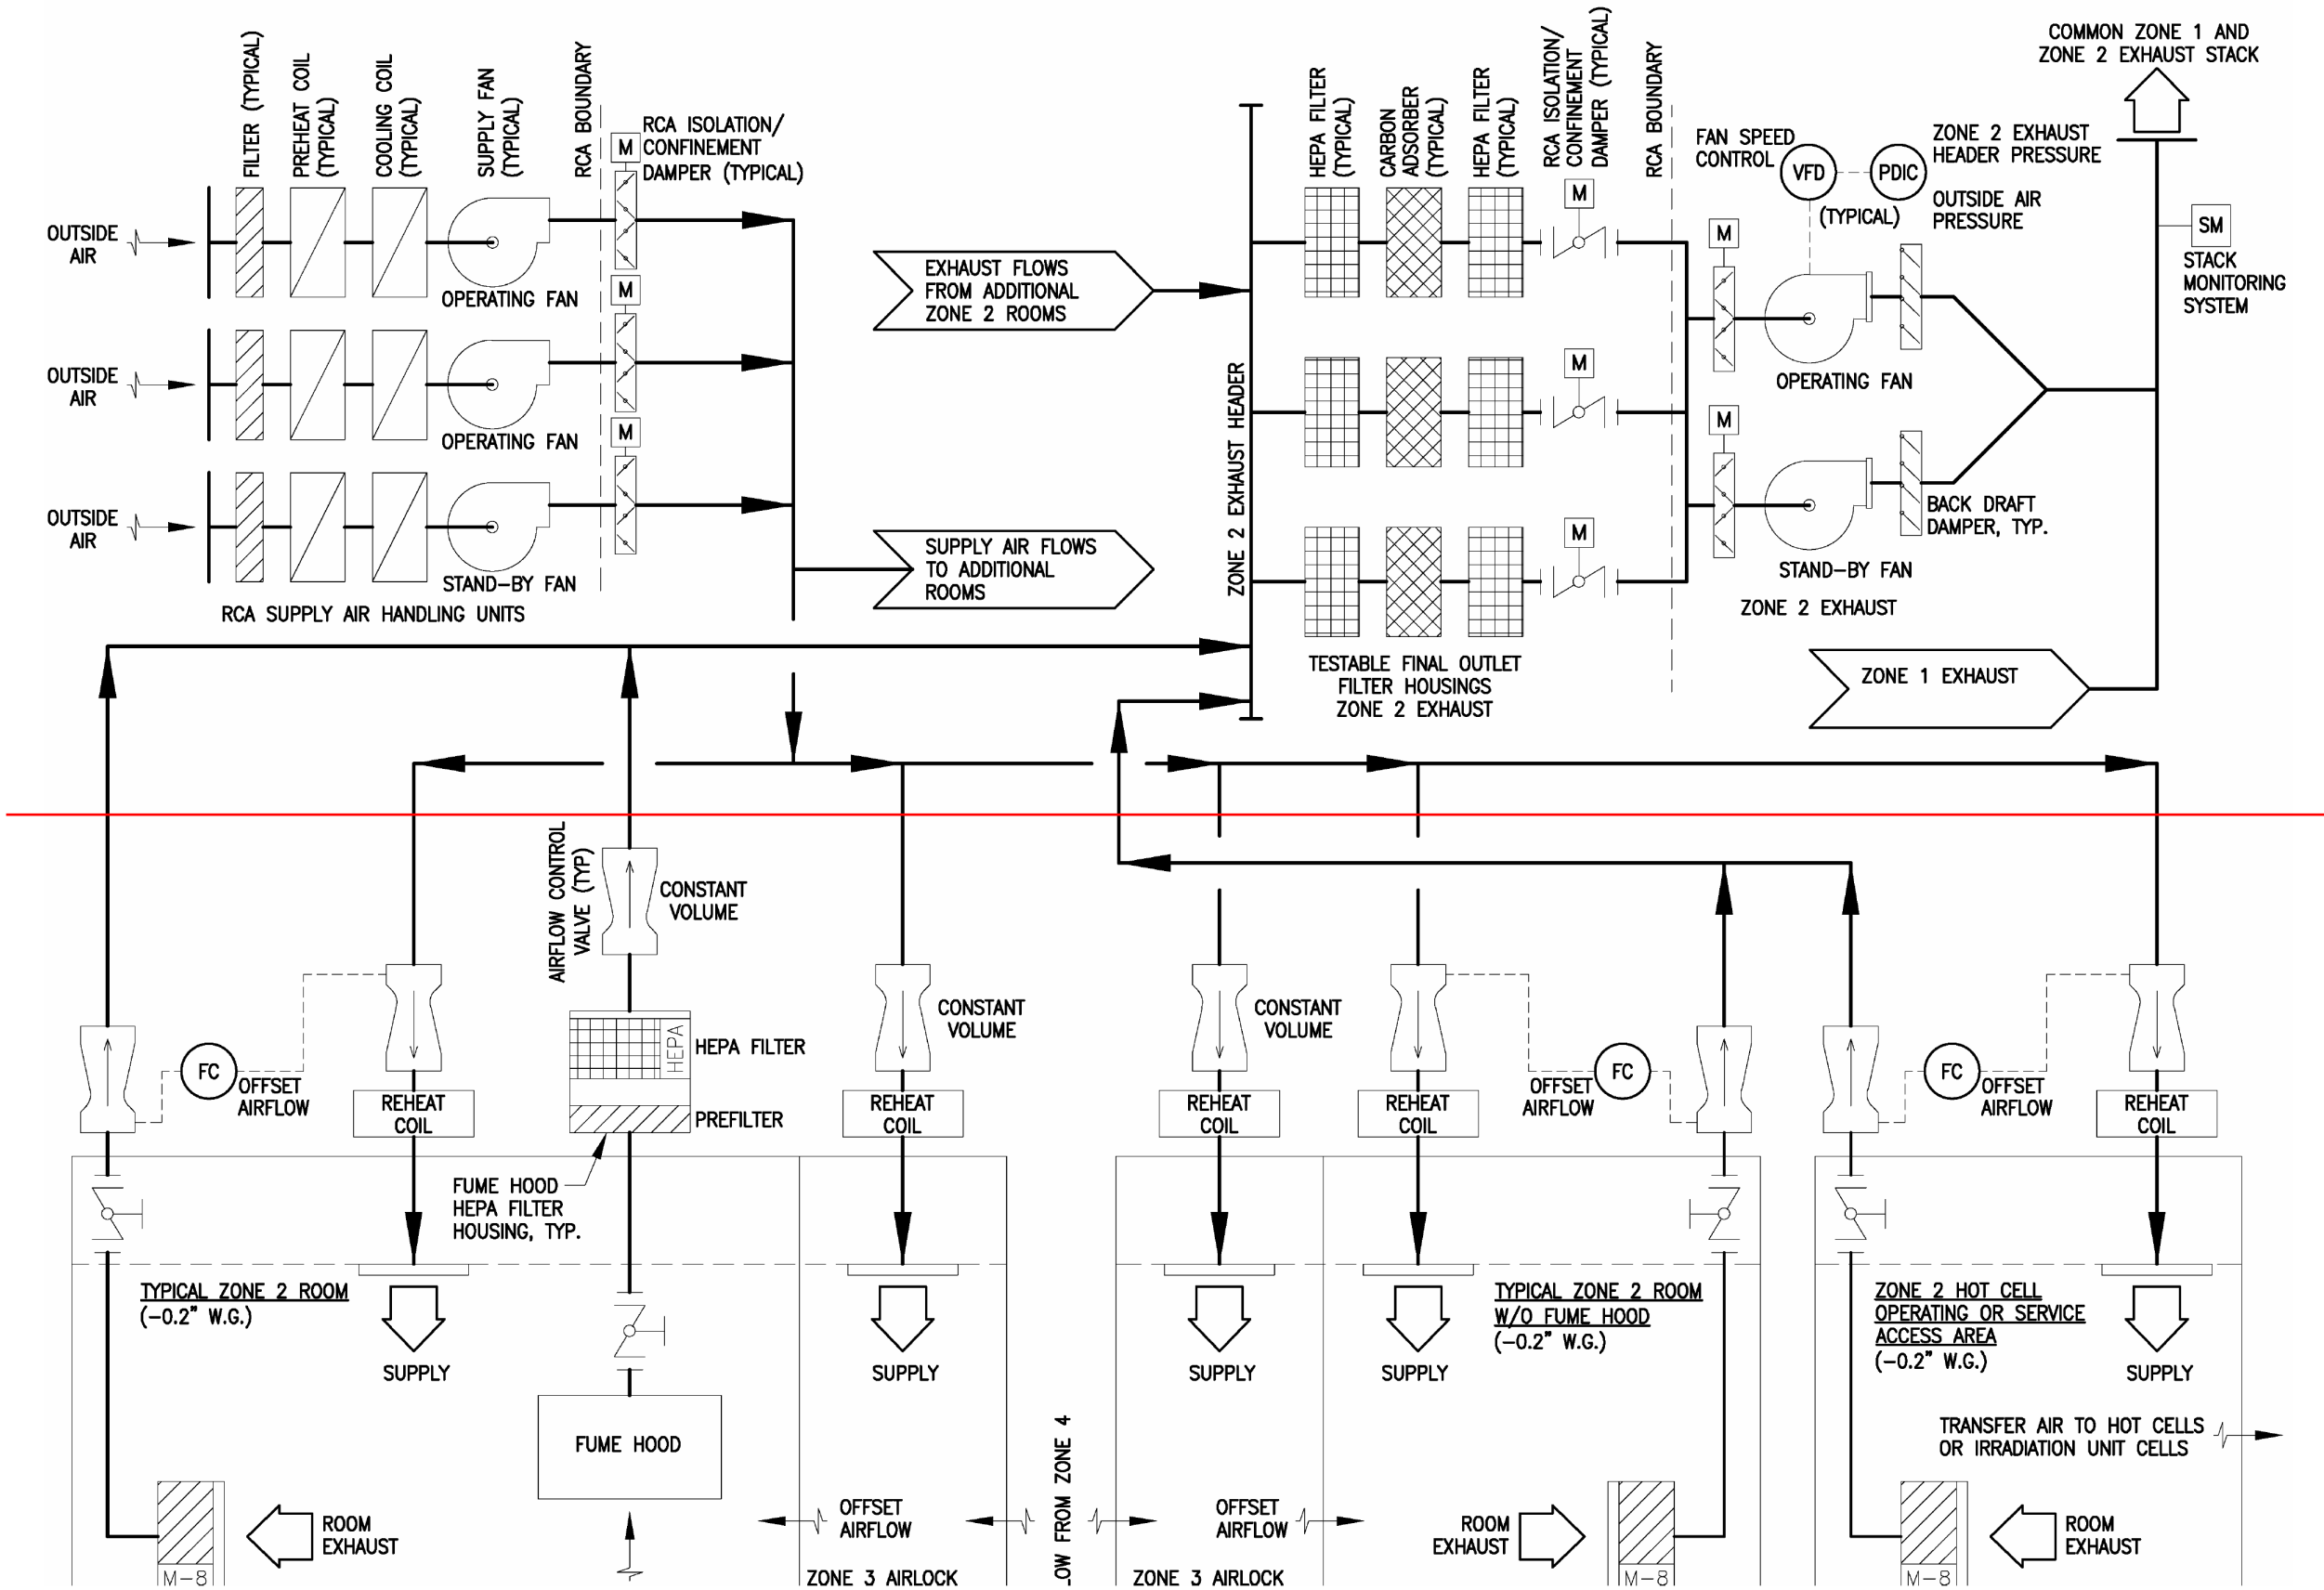 FILTER (TYPICAL)
PREHEAT COIL
(TYPICAL)
COOLING COIL
(TYPICAL)
SUPPLY FAN
(TYPICAL)
RCA BOUNDARY
M
RCA ISOLATION/
CONFINEMENT
DAMPER (TYPICAL)
OUTSIDE
AIR
OPERATING FAN
M
OUTSIDE
AIR
OPERATING FAN
M
OUTSIDE
AIR
STAND-BY FAN
RCA SUPPLY AIR HANDLING UNITS
EXHAUST FLOWS
FROM ADDITIONAL
ZONE 2 ROOMS
SUPPLY AIR FLOWS
TO ADDITIONAL
ROOMS
ZONE 2 EXHAUST HEADER
HEPA FILTER
(TYPICAL)
CARBON
ADSORBER
(TYPICAL)
HEPA FILTER
(TYPICAL)
RCA ISOLATION/
CONFINEMENT
DAMPER (TYPICAL)
RCA BOUNDARY
M
M
M
TESTABLE FINAL OUTLET
FILTER HOUSINGS
ZONE 2 EXHAUST
COMMON ZONE 1 AND
ZONE 2 EXHAUST STACK
FAN SPEED
CONTROL
VFD
PDIC
(TYPICAL)
ZONE 2 EXHAUST
HEADER PRESSURE
OUTSIDE AIR
PRESSURE
SM
STACK
MONITORING
SYSTEM
M
OPERATING FAN
M
BACK DRAFT
DAMPER, TYP.
STAND-BY FAN
ZONE 2 EXHAUST
ZONE 1 EXHAUST
AIRFLOW CONTROL
VALVE (TYP)
CONSTANT
VOLUME
FC
OFFSET
AIRFLOW
REHEAT
COIL
HEPA
HEPA FILTER
PREFILTER
CONSTANT
VOLUME
REHEAT
COIL
CONSTANT
VOLUME
REHEAT
COIL
REHEAT
COIL
OFFSET
AIRFLOW
FC
FC
OFFSET
AIRFLOW
REHEAT
COIL
FUME HOOD
HEPA FILTER
HOUSING, TYP.
TYPICAL ZONE 2 ROOM
(-0.2" W.G.)
SUPPLY
SUPPLY
SUPPLY
SUPPLY
TYPICAL ZONE 2 ROOM
W/O FUME HOOD
(-0.2" W.G.)
ZONE 2 HOT CELL
OPERATING OR SERVICE
ACCESS AREA
(-0.2" W.G.)
SUPPLY
FUME HOOD
TRANSFER AIR TO HOT CELLS
OR IRRADIATION UNIT CELLS
ROOM
EXHAUST
M-8
OFFSET
AIRFLOW
ZONE 3 AIRLOCK
FROM ZONE 4
OFFSET
AIRFLOW
ZONE 3 AIRLOCK
ROOM
EXHAUST
M-8
M-8
ROOM
EXHAUST